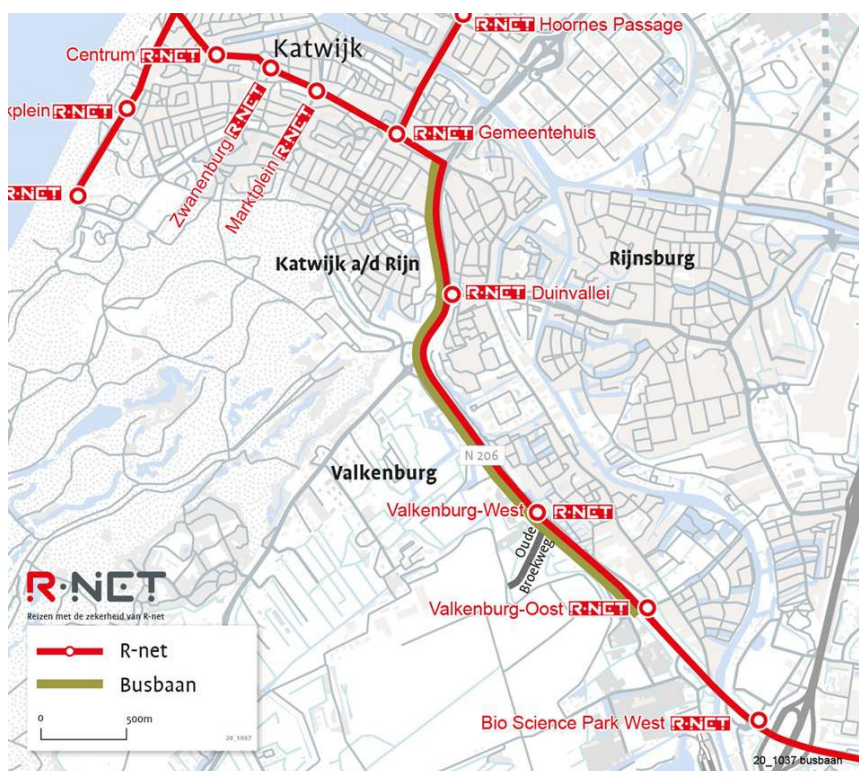 R-NET Hoornes Passage
Centrum R-NET
Katwijk
kplein R-NET
Zwanenburg R-NET
Marktplein R-NET
R-NET Gemeentehuis
R-NET
Katwijk a/d Rijn
Rijnsburg
R-NET Duinvallei
N 206
Valkenburg
Valkenburg-West R-NET
Oude
Broekweg
Valkenburg-Oost R-NET
R·NET
Reizen met de zekerheid van R-net
R-net
Busbaan
0 500m
20_1037
Bio Science Park West R-NET
20_1037 busbaan